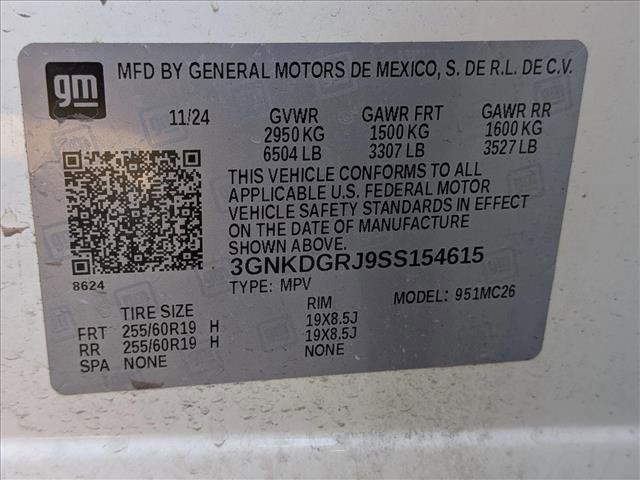 gm MFD BY GENERAL MOTORS DE MEXICO, S. DE R.L. DE C.V.
11/24 GVWR GAWR FRT GAWR RR
2950 KG 1500 KG 1600 KG
6504 LB 3307 LB 3527 LB
THIS VEHICLE CONFORMS TO ALL
APPLICABLE U.S. FEDERAL MOTOR
VEHICLE SAFETY STANDARDS IN EFFECT
ON THE DATE OF MANUFACTURE
SHOWN ABOVE.
3GNKDGRJ9SS154615
8624
TYPE: MPV MODEL: 951MC26
TIRE SIZE RIM
FRT 255/60R19 H 19X8.5J
RR 255/60R19 H 19X8.5J
SPA NONE NONE